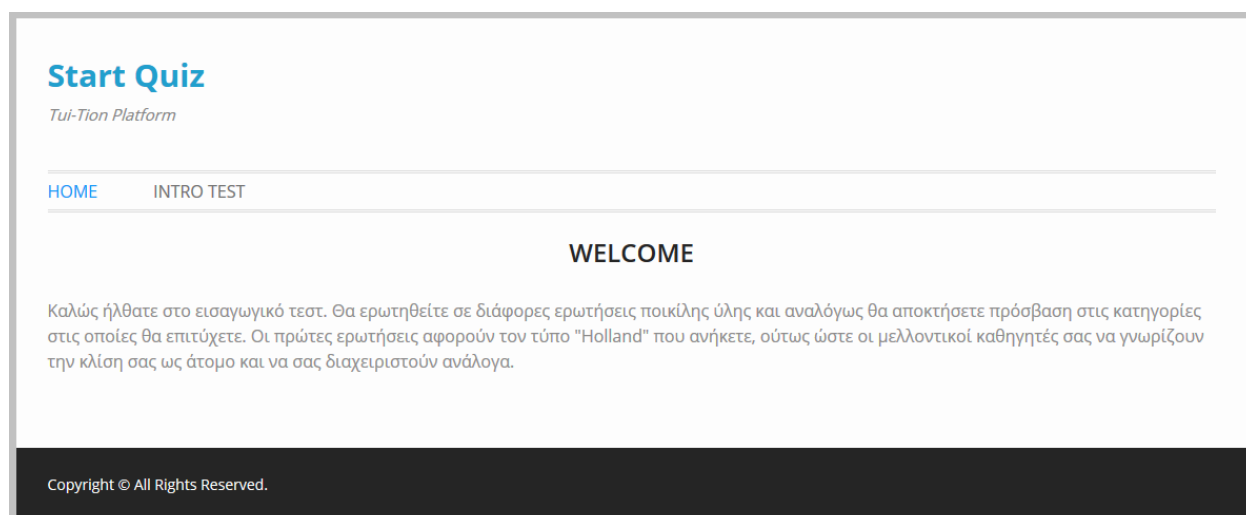 Start Quiz
Tui-Tion Platform
HOME INTRO TEST
WELCOME
Καλώς ήλθατε στο εισαγωγικό τεστ. Θα ερωτηθείτε σε διάφορες ερωτήσεις ποικίλης ύλης και αναλόγως θα αποκτήσετε πρόσβαση στις κατηγορίες
στις οποίες θα επιτύχετε. Οι πρώτες ερωτήσεις αφορούν τον τύπο "Holland" που ανήκετε, ούτως ώστε οι μελλοντικοί καθηγητές σας να γνωρίζουν
την κλίση σας ως άτομο και να σας διαχειριστούν ανάλογα.
Copyright © All Rights Reserved.